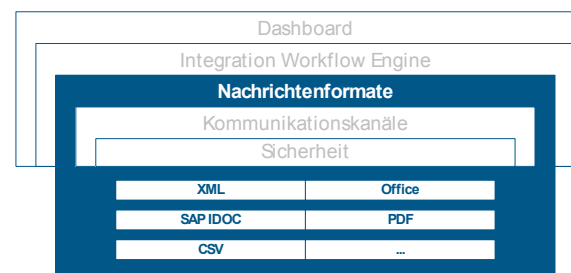 Dashboard
Integration Workflow Engine
Nachrichtenformate
Kommunikationskanäle
Sicherheit
XML Office
SAP IDOC PDF
CSV ...